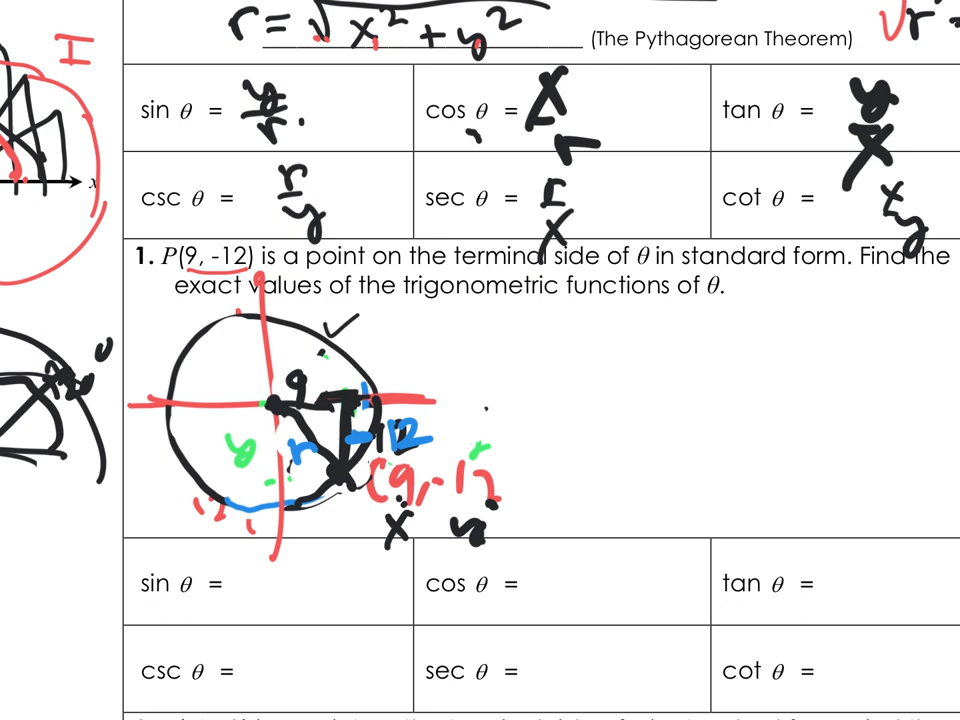 r = √x² + y² (The Pythagorean Theorem) √r
I
sin θ = y/r. cos θ = x/r tan θ = y/x
x
csc θ = r/y sec θ = r/x cot θ = x/y
1. P(9, -12) is a point on the terminal side of θ in standard form. Find the
exact values of the trigonometric functions of θ.
9
-12
y r
(9, -12
x y
sin θ = cos θ = tan θ =
csc θ = sec θ = cot θ =